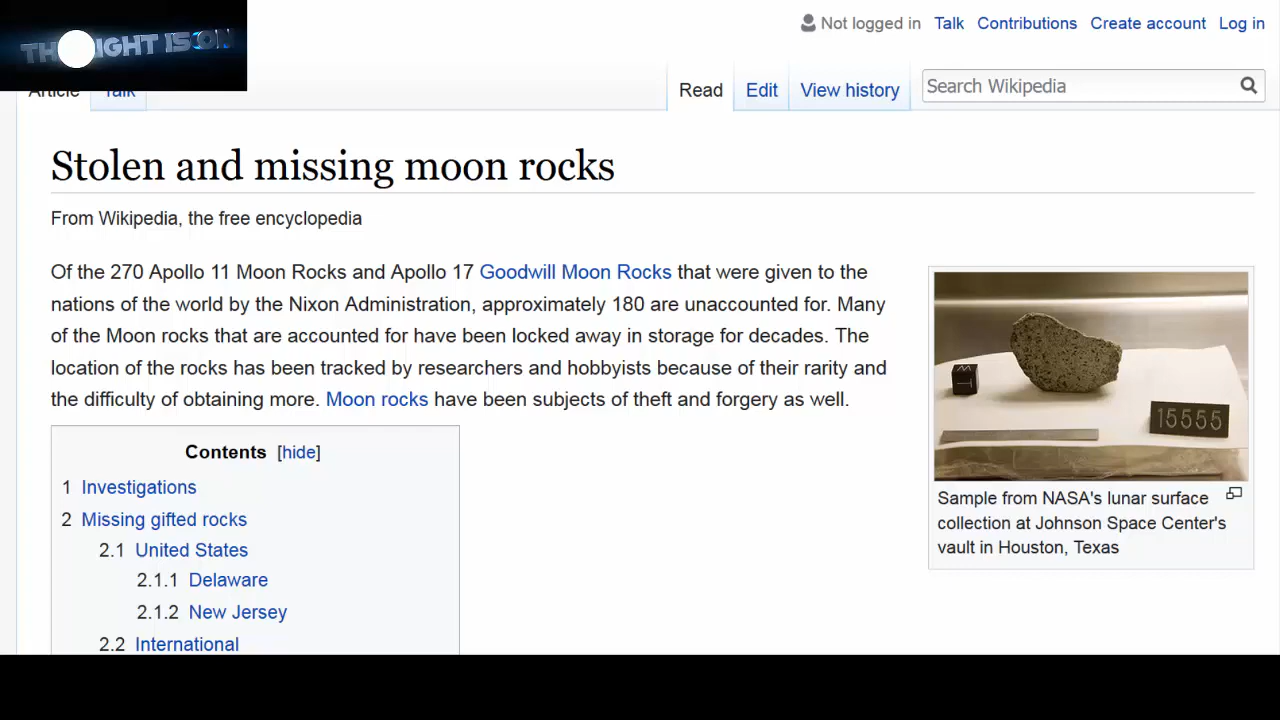 Not logged in Talk Contributions Create account Log in
Article Talk Read Edit View history Search Wikipedia
Stolen and missing moon rocks
From Wikipedia, the free encyclopedia
Of the 270 Apollo 11 Moon Rocks and Apollo 17 Goodwill Moon Rocks that were given to the
nations of the world by the Nixon Administration, approximately 180 are unaccounted for. Many
of the Moon rocks that are accounted for have been locked away in storage for decades. The
location of the rocks has been tracked by researchers and hobbyists because of their rarity and
the difficulty of obtaining more. Moon rocks have been subjects of theft and forgery as well.
Contents [hide]
1 Investigations
2 Missing gifted rocks
2.1 United States
2.1.1 Delaware
2.1.2 New Jersey
2.2 International
15555
Sample from NASA's lunar surface
collection at Johnson Space Center's
vault in Houston, Texas